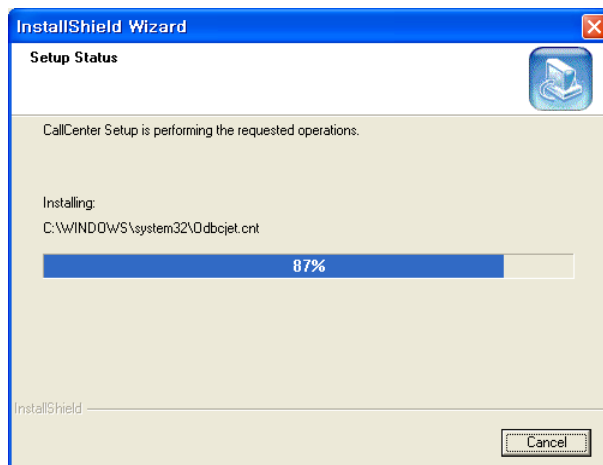 InstallShield Wizard
Setup Status
CallCenter Setup is performing the requested operations.
Installing:
C:\WINDOWS\system32\Odbcjet.cnt
87%
InstallShield
Cancel